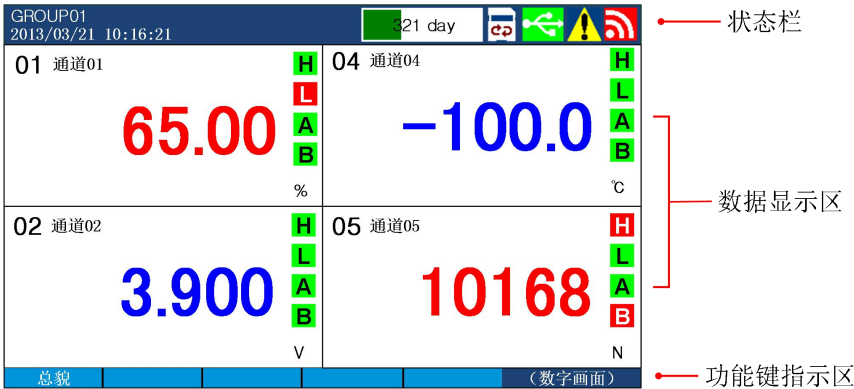 GROUP01
2013/03/21 10:16:21
321 day
状态栏
01 通道01
H
L
A
B
65.00
%
04 通道04
H
L
A
B
-100.0
℃
数据显示区
02 通道02
H
L
A
B
3.900
V
05 通道05
H
L
A
B
10168
N
总貌
(数字画面)
功能键指示区